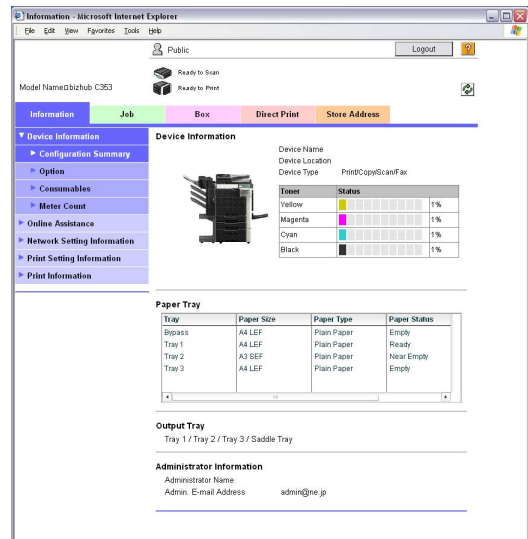 Information - Microsoft Internet Explorer
File Edit View Favorites Tools Help
Public
Logout
?
Ready to Scan
Model Name□bizhub C353
Ready to Print
Information Job Box Direct Print Store Address
Device Information
Configuration Summary
Option
Consumables
Meter Count
Online Assistance
Network Setting Information
Print Setting Information
Print Information
Device Information
Device Name
Device Location
Device Type Print/Copy/Scan/Fax
Toner Status
Yellow 1%
Magenta 1%
Cyan 1%
Black 1%
Paper Tray
Tray Paper Size Paper Type Paper Status
Bypass A4 LEF Plain Paper Empty
Tray 1 A4 LEF Plain Paper Ready
Tray 2 A3 SEF Plain Paper Near Empty
Tray 3 A4 LEF Plain Paper Empty
Output Tray
Tray 1 / Tray 2 / Tray 3 / Saddle Tray
Administrator Information
Administrator Name
Admin. E-mail Address admin@ne.jp